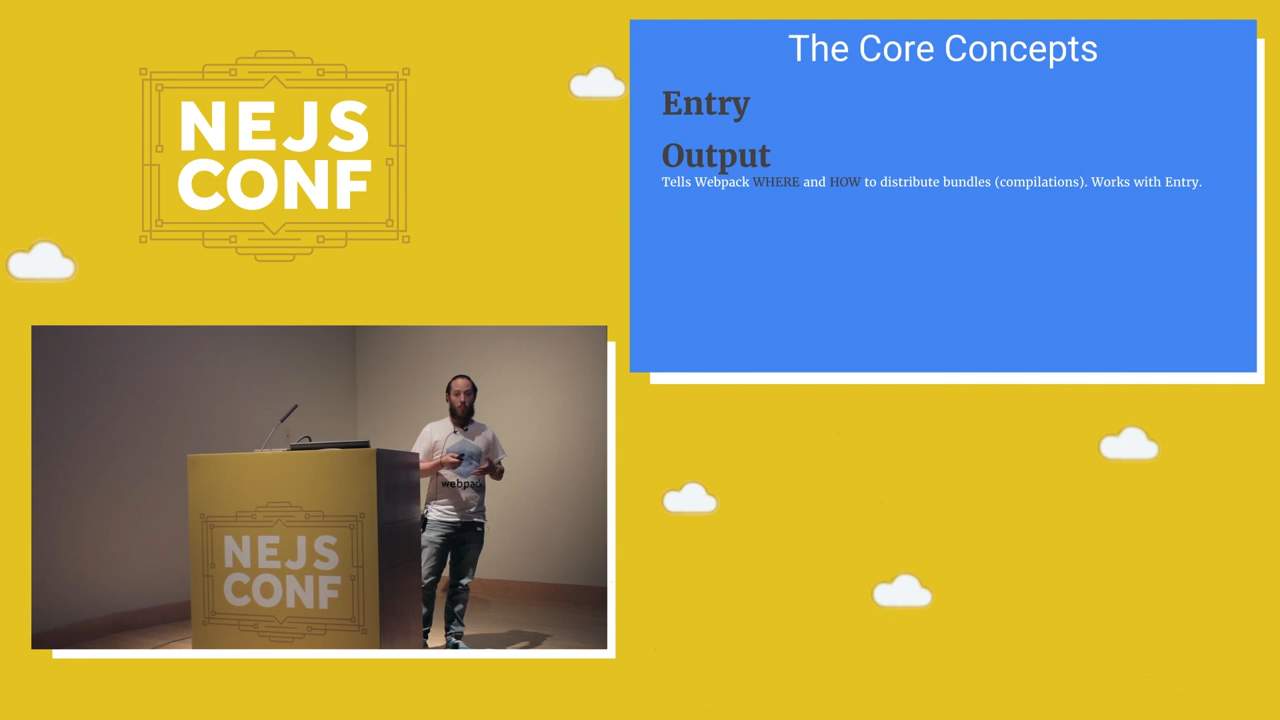 NEJS
CONF
The Core Concepts
Entry
Output
Tells Webpack WHERE and HOW to distribute bundles (compilations). Works with Entry.
webpack
NEJS
CONF